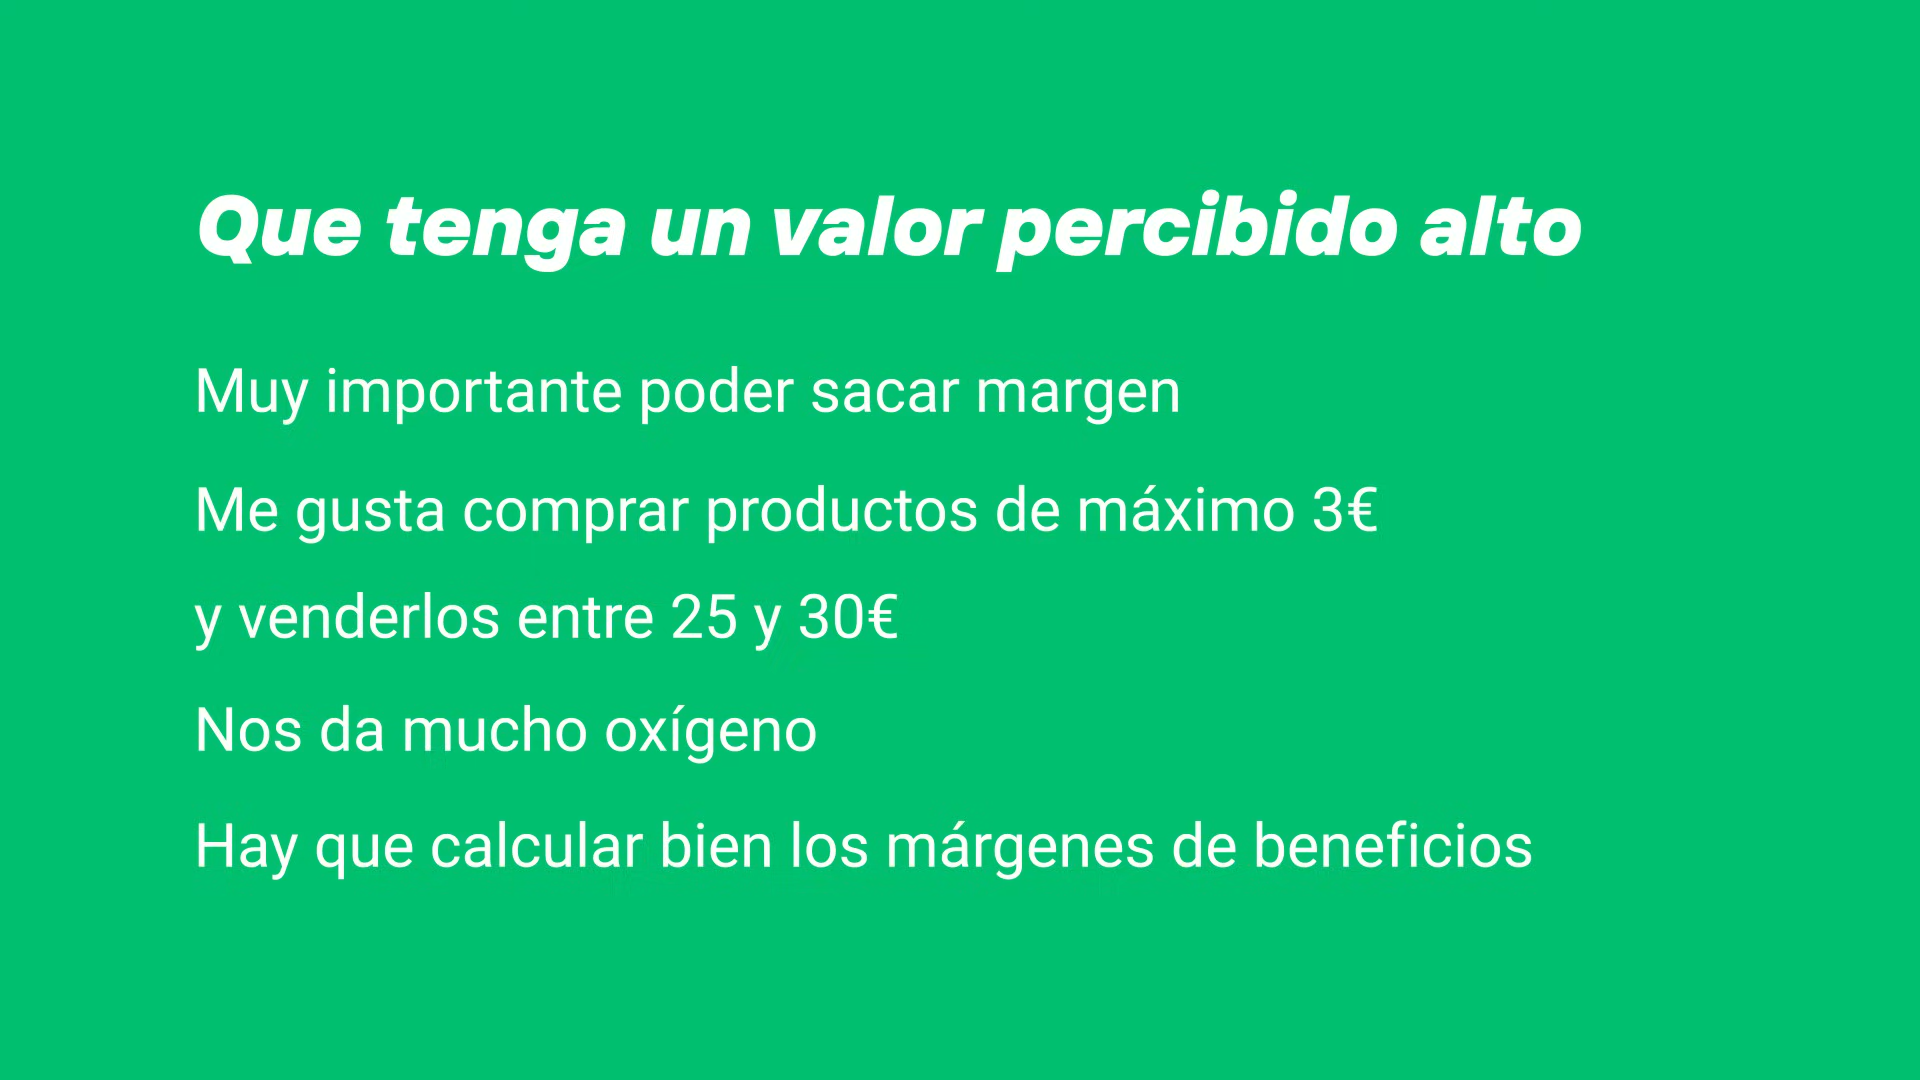 Que tenga un valor percibido alto
Muy importante poder sacar margen
Me gusta comprar productos de máximo 3€
y venderlos entre 25 y 30€
Nos da mucho oxígeno
Hay que calcular bien los márgenes de beneficios